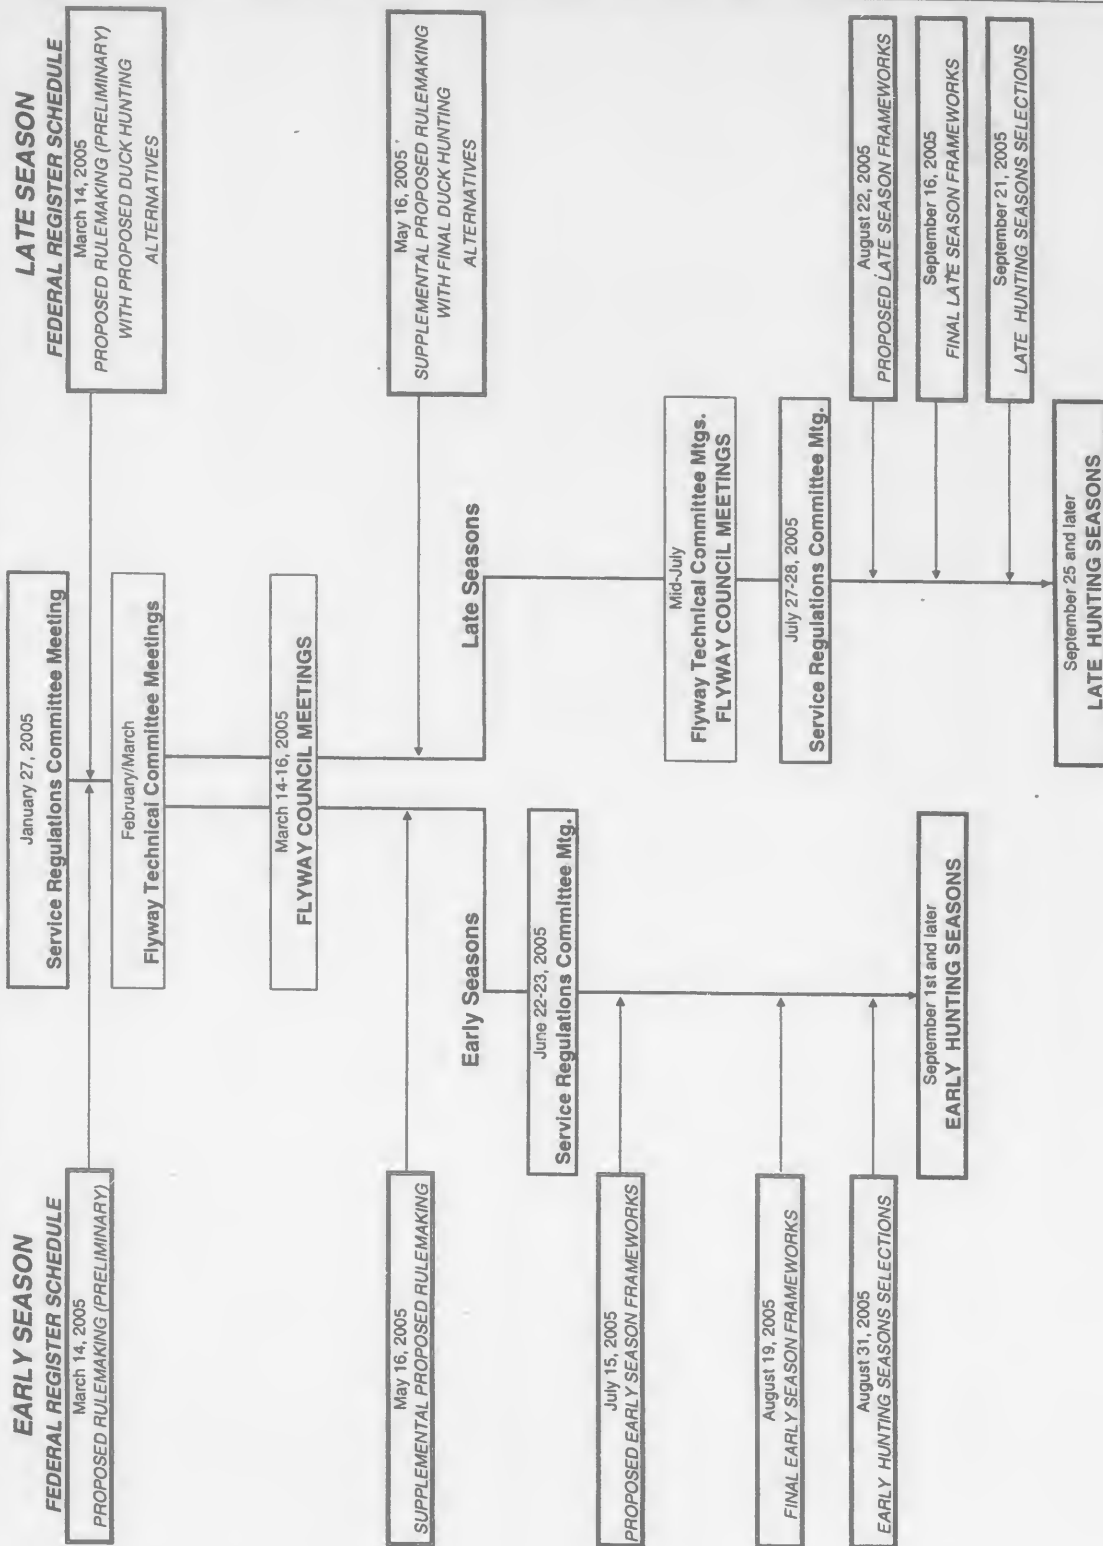 EARLY SEASON
FEDERAL REGISTER SCHEDULE
March 14, 2005
PROPOSED RULEMAKING (PRELIMINARY)
May 16, 2005
SUPPLEMENTAL PROPOSED RULEMAKING
July 15, 2005
PROPOSED EARLY SEASON FRAMEWORKS
August 19, 2005
FINAL EARLY SEASON FRAMEWORKS
August 31, 2005
EARLY HUNTING SEASONS SELECTIONS
January 27, 2005
Service Regulations Committee Meeting
February/March
Flyway Technical Committee Meetings
March 14-16, 2005
FLYWAY COUNCIL MEETINGS
Early Seasons
June 22-23, 2005
Service Regulations Committee Mtg.
September 1st and later
EARLY HUNTING SEASONS
Late Seasons
Mid-July
Flyway Technical Committee Mtgs.
FLYWAY COUNCIL MEETINGS
July 27-28, 2005
Service Regulations Committee Mtg.
September 25 and later
LATE HUNTING SEASONS
LATE SEASON
FEDERAL REGISTER SCHEDULE
March 14, 2005
PROPOSED RULEMAKING (PRELIMINARY)
WITH PROPOSED DUCK HUNTING
ALTERNATIVES
May 16, 2005
SUPPLEMENTAL PROPOSED RULEMAKING
WITH FINAL DUCK HUNTING
ALTERNATIVES
August 22, 2005
PROPOSED LATE SEASON FRAMEWORKS
September 16, 2005
FINAL LATE SEASON FRAMEWORKS
September 21, 2005
LATE HUNTING SEASONS SELECTIONS